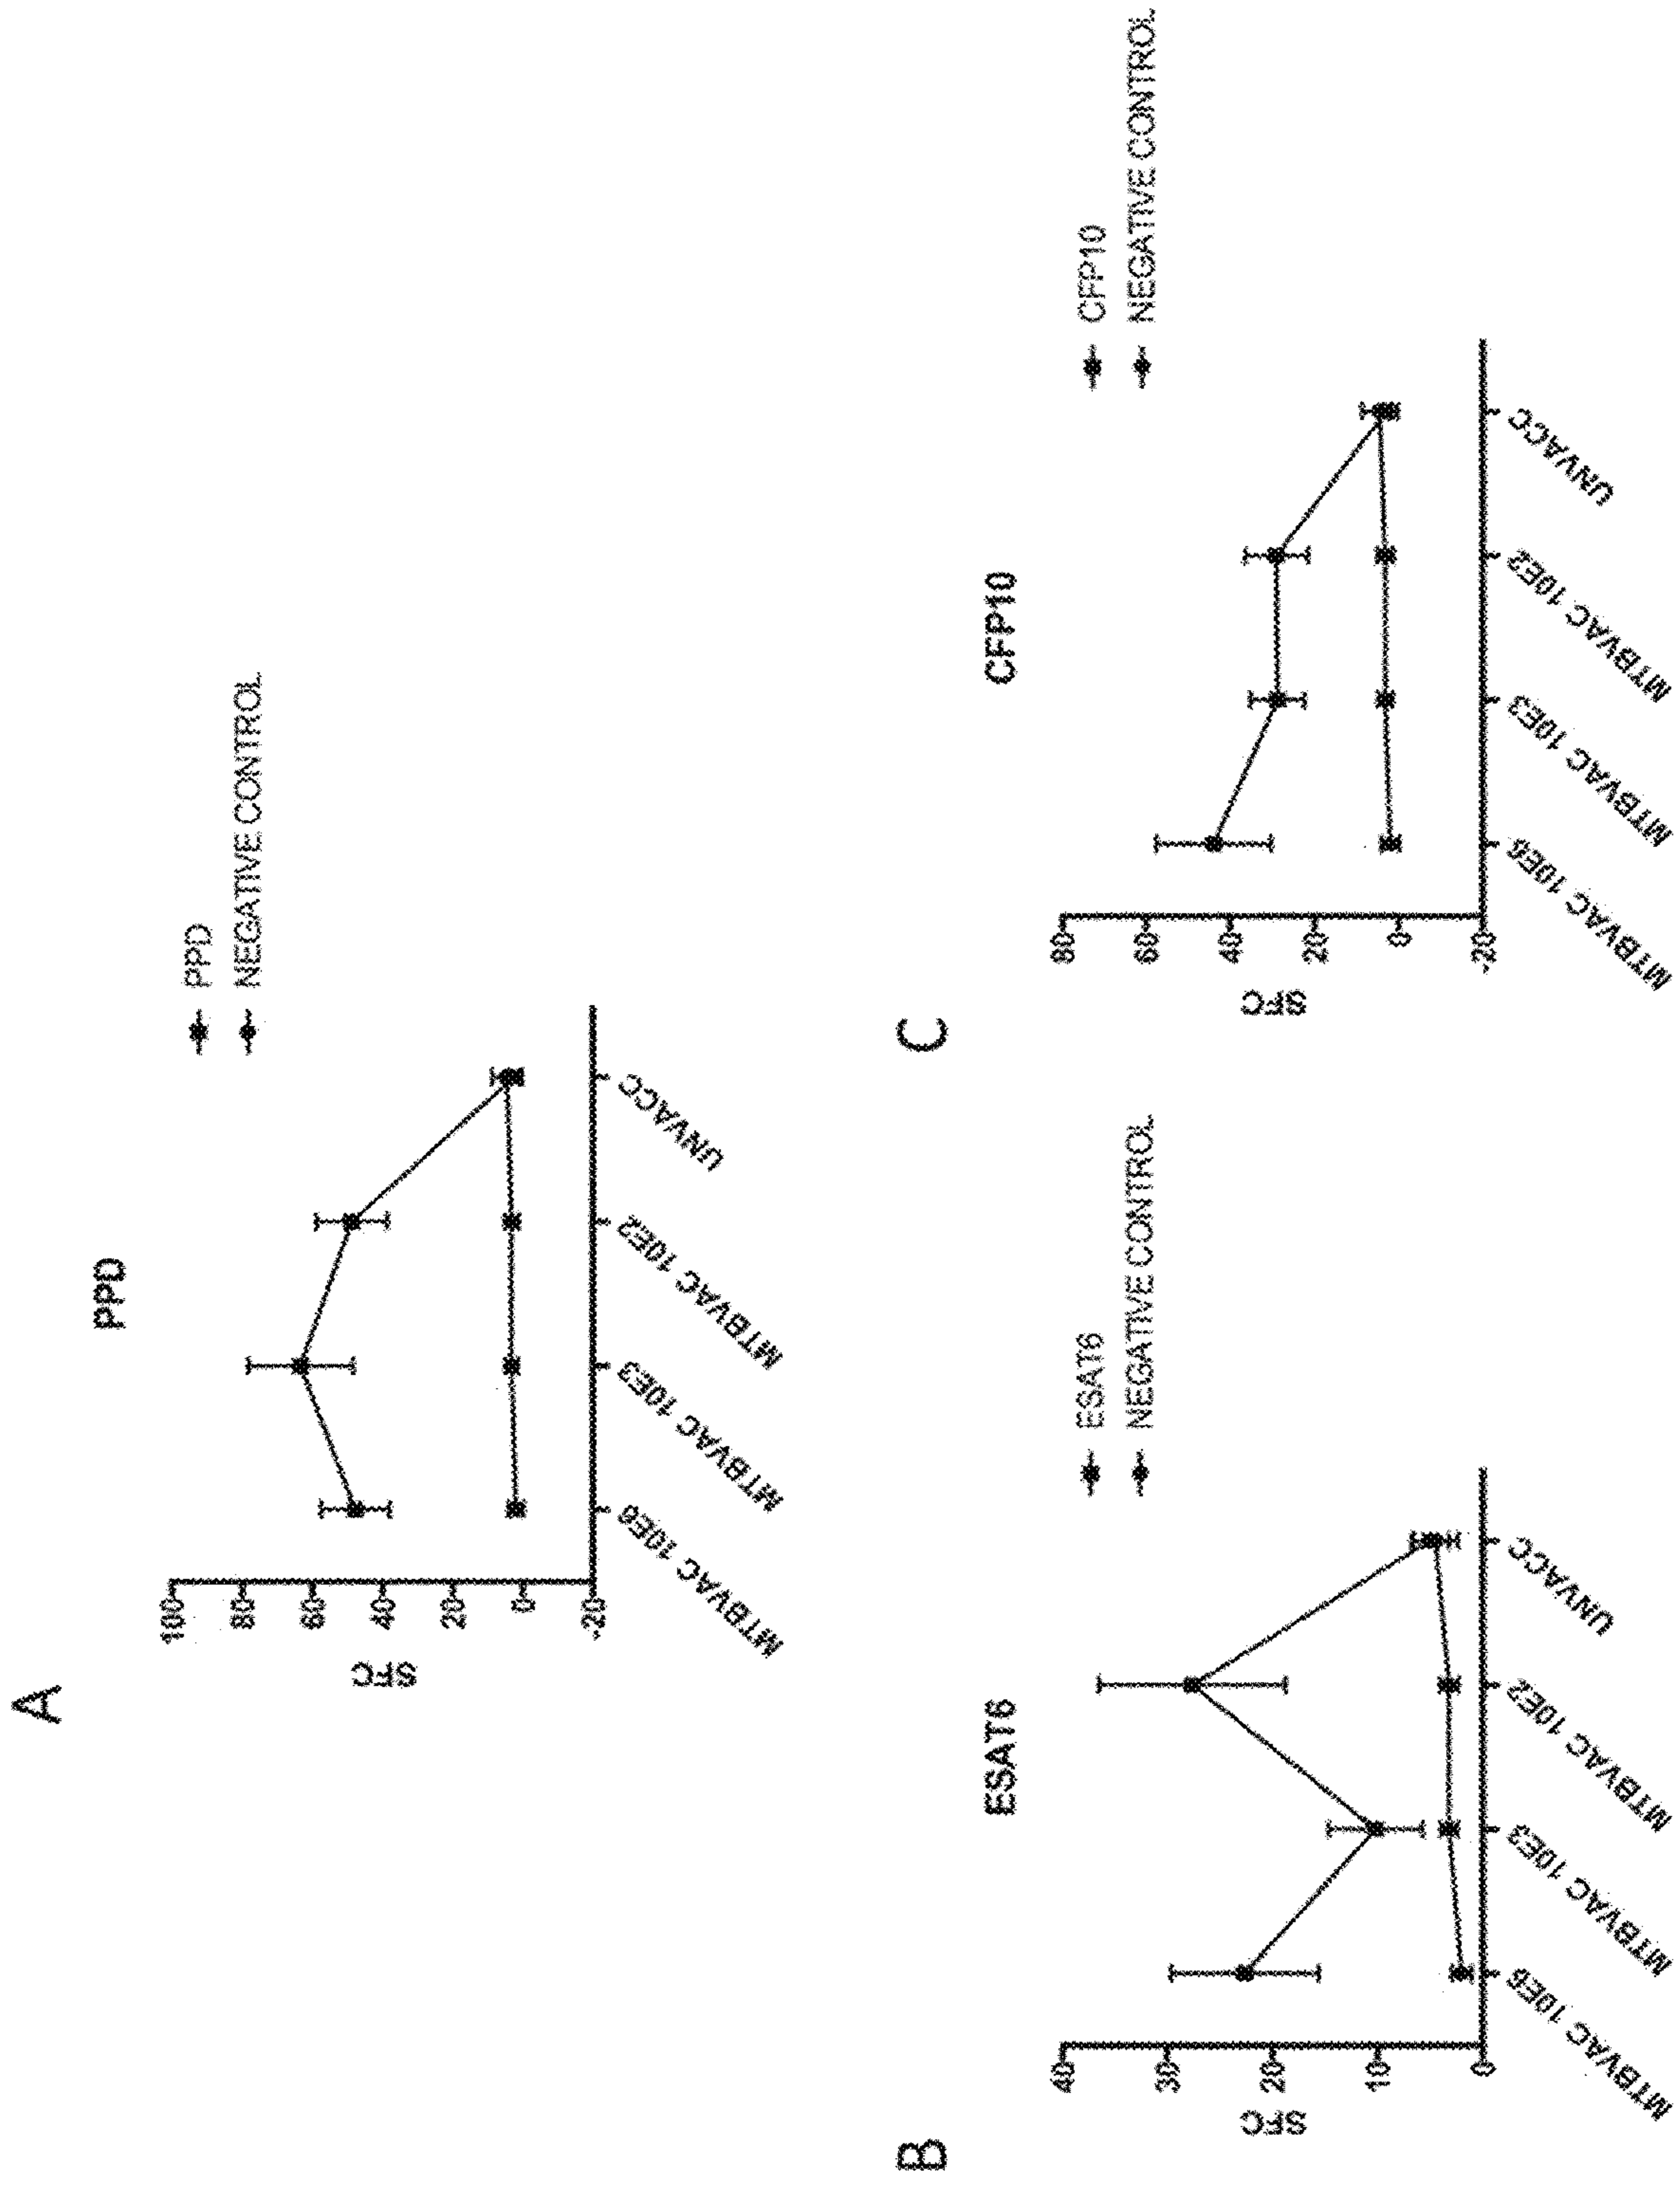 A
PPD
PPD
NEGATIVE CONTROL
SFC
100
80
60
40
20
0
-20
MTBVAC 10E6
MTBVAC 10E3
MTBVAC 10E2
UNVACC
B
ESAT6
ESAT6
NEGATIVE CONTROL
SFC
40
30
20
10
0
MTBVAC 10E6
MTBVAC 10E3
MTBVAC 10E2
UNVACC
C
CFP10
CFP10
NEGATIVE CONTROL
SFC
80
60
40
20
0
-20
MTBVAC 10E6
MTBVAC 10E3
MTBVAC 10E2
UNVACC